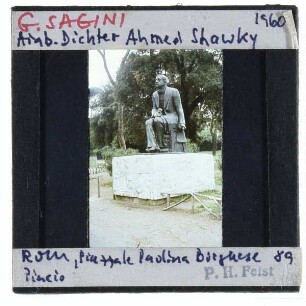 G. SAGINI 1960
Arab. Dichter Ahmed Shawky
Rom, Piazzale Paolina Borghese 89
Pincio P. H. Feist